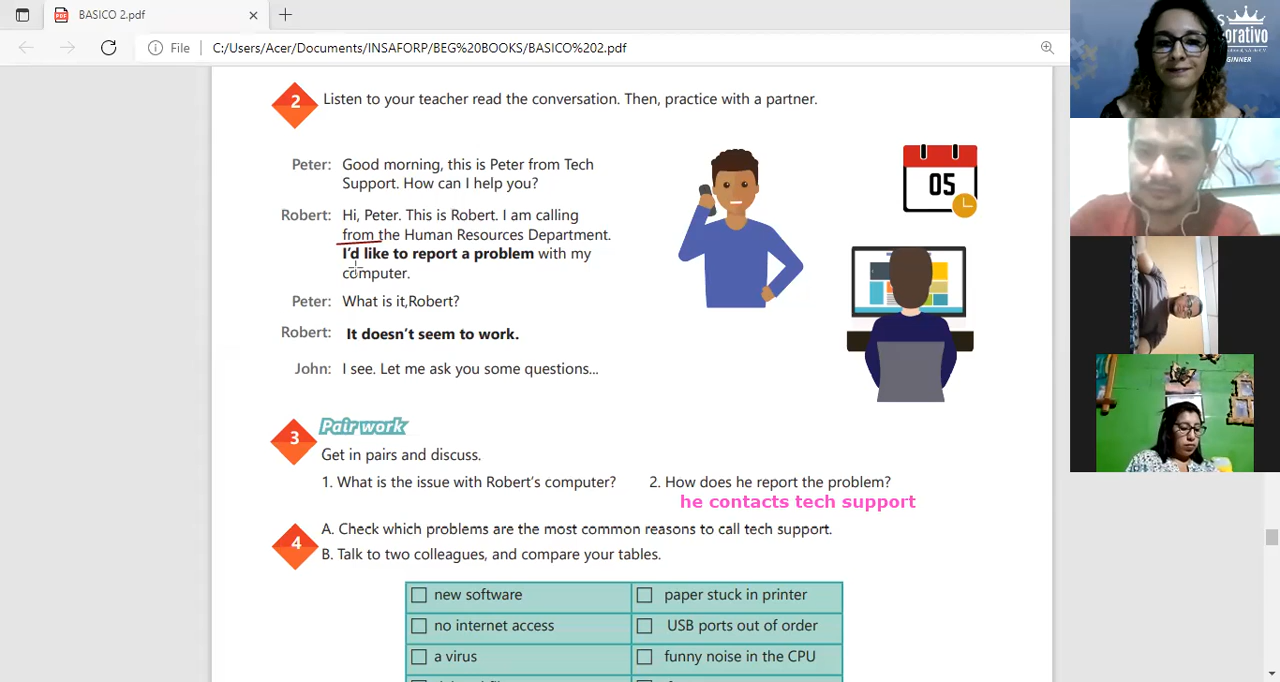 BASICO 2.pdf
File
C:/Users/Acer/Documents/INSAFORP/BEG%20BOOKS/BASICO%202.pdf
2
Listen to your teacher read the conversation. Then, practice with a partner.
Peter: Good morning, this is Peter from Tech
Support. How can I help you?
Robert: Hi, Peter. This is Robert. I am calling
from the Human Resources Department.
I'd like to report a problem with my
computer.
Peter: What is it,Robert?
Robert: It doesn't seem to work.
John: I see. Let me ask you some questions...
05
3
Pair work
Get in pairs and discuss.
1. What is the issue with Robert's computer?
2. How does he report the problem?
he contacts tech support
4
A. Check which problems are the most common reasons to call tech support.
B. Talk to two colleagues, and compare your tables.
new software
paper stuck in printer
no internet access
USB ports out of order
a virus
funny noise in the CPU